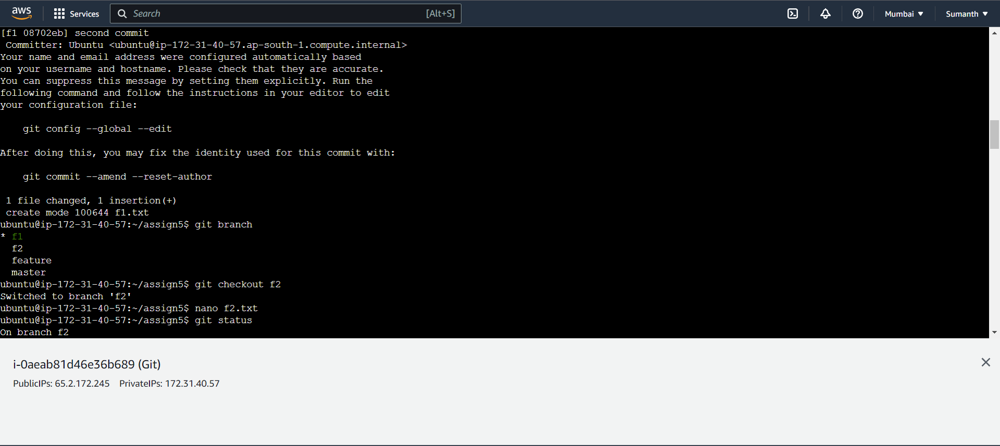 aws
Services
Search
[Alt+S]
Mumbai
Sumanth
[f1 08702eb] second commit
 Committer: Ubuntu <ubuntu@ip-172-31-40-57.ap-south-1.compute.internal>
Your name and email address were configured automatically based
on your username and hostname. Please check that they are accurate.
You can suppress this message by setting them explicitly. Run the
following command and follow the instructions in your editor to edit
your configuration file:
    git config --global --edit
After doing this, you may fix the identity used for this commit with:
    git commit --amend --reset-author
 1 file changed, 1 insertion(+)
 create mode 100644 f1.txt
ubuntu@ip-172-31-40-57:~/assign5$ git branch
* f1
  f2
  feature
  master
ubuntu@ip-172-31-40-57:~/assign5$ git checkout f2
Switched to branch 'f2'
ubuntu@ip-172-31-40-57:~/assign5$ nano f2.txt
ubuntu@ip-172-31-40-57:~/assign5$ git status
On branch f2
i-0aeab81d46e36b689 (Git)
PublicIPs: 65.2.172.245 PrivateIPs: 172.31.40.57